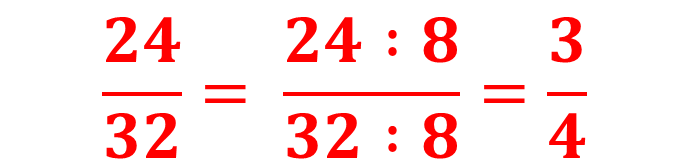 24/32 = 24 : 8/32 : 8 = 3/4